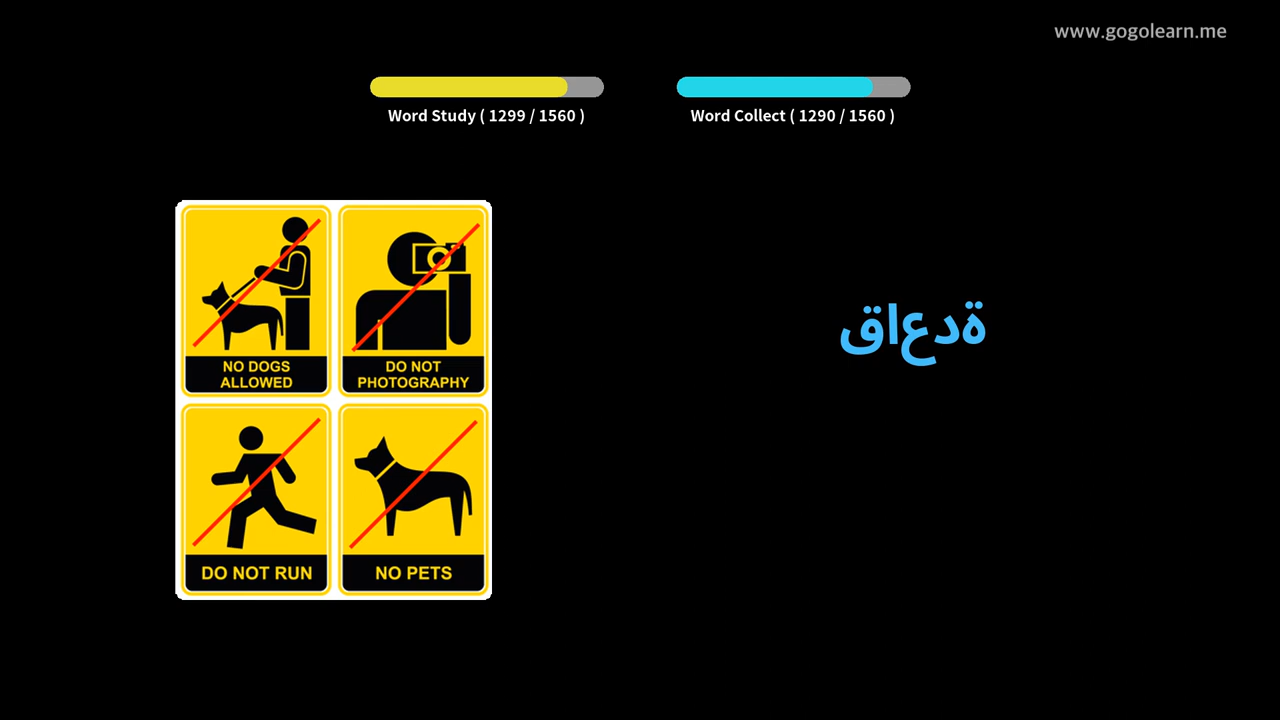 www.gogolearn.me
Word Study ( 1299 / 1560 )
Word Collect ( 1290 / 1560 )
NO DOGS
ALLOWED
DO NOT
PHOTOGRAPHY
ةدعاق
DO NOT RUN
NO PETS